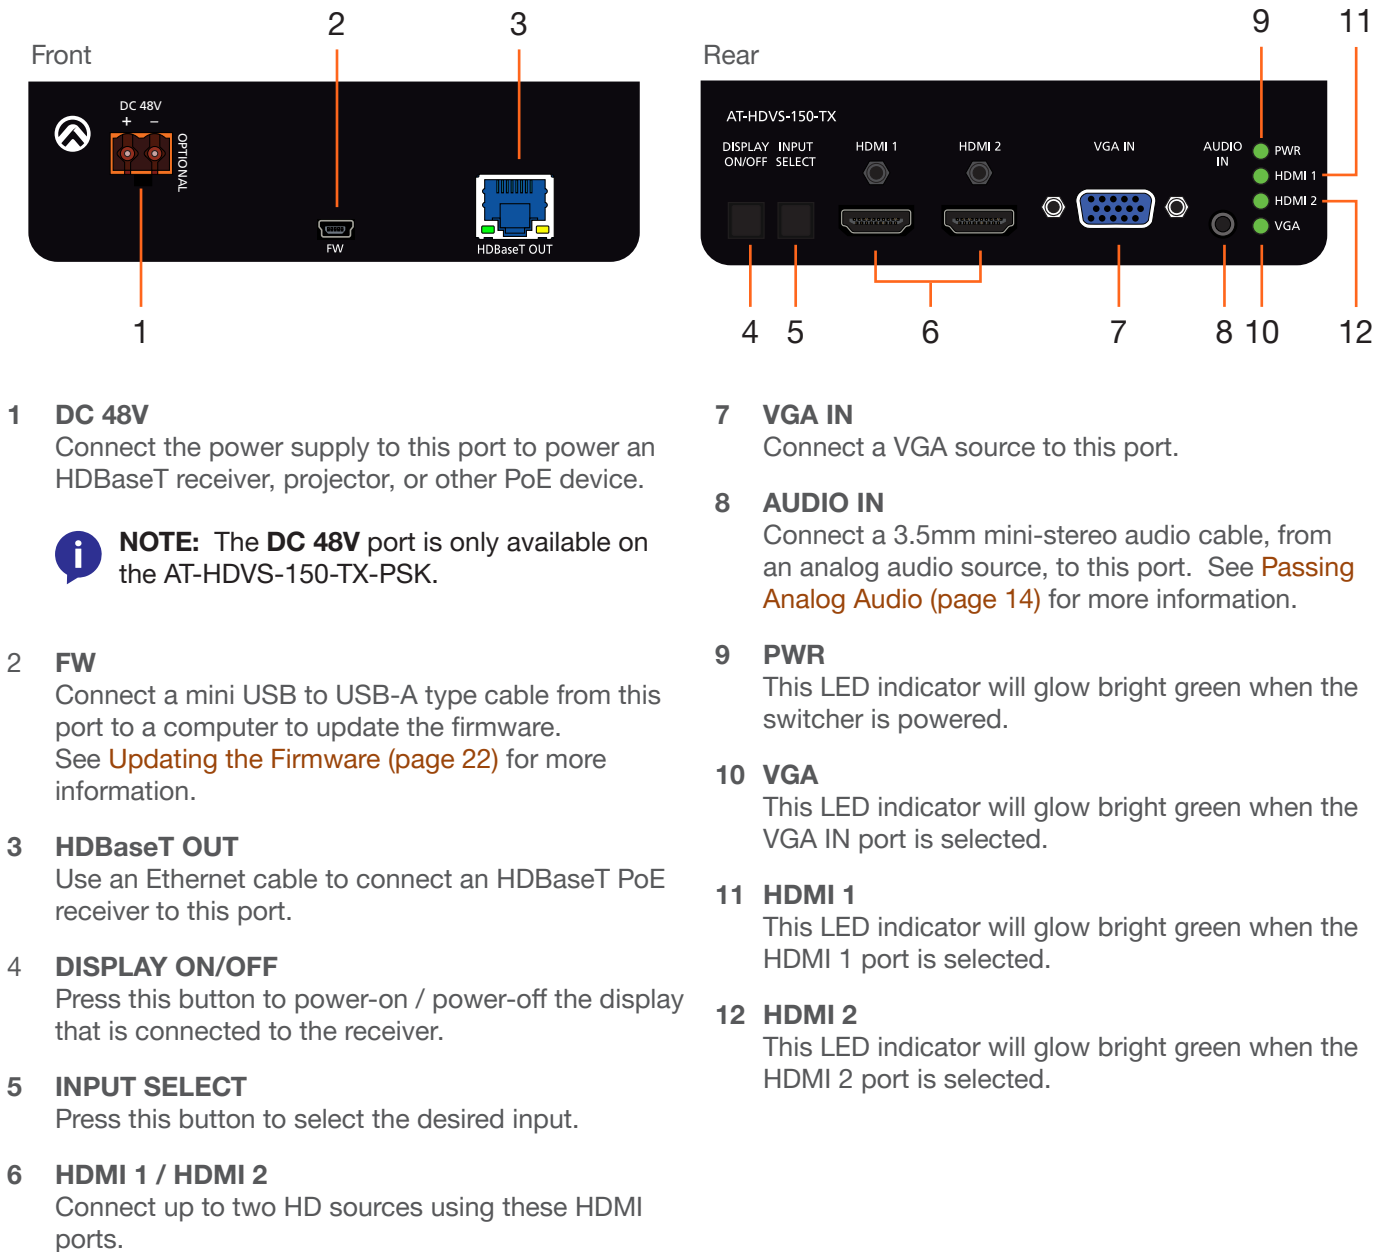 2
3
Front
DC 48V
+ −
OPTIONAL
FW
HDBaseT OUT
1
9
11
Rear
AT-HDVS-150-TX
DISPLAY ON/OFF
INPUT SELECT
HDMI 1
HDMI 2
VGA IN
AUDIO IN
PWR
HDMI 1
HDMI 2
VGA
4 5 6 7 8 10 12
1 DC 48V
Connect the power supply to this port to power an
HDBaseT receiver, projector, or other PoE device.
i
NOTE: The DC 48V port is only available on
the AT-HDVS-150-TX-PSK.
2 FW
Connect a mini USB to USB-A type cable from this
port to a computer to update the firmware.
See Updating the Firmware (page 22) for more
information.
3 HDBaseT OUT
Use an Ethernet cable to connect an HDBaseT PoE
receiver to this port.
4 DISPLAY ON/OFF
Press this button to power-on / power-off the display
that is connected to the receiver.
5 INPUT SELECT
Press this button to select the desired input.
6 HDMI 1 / HDMI 2
Connect up to two HD sources using these HDMI
ports.
7 VGA IN
Connect a VGA source to this port.
8 AUDIO IN
Connect a 3.5mm mini-stereo audio cable, from
an analog audio source, to this port. See Passing
Analog Audio (page 14) for more information.
9 PWR
This LED indicator will glow bright green when the
switcher is powered.
10 VGA
This LED indicator will glow bright green when the
VGA IN port is selected.
11 HDMI 1
This LED indicator will glow bright green when the
HDMI 1 port is selected.
12 HDMI 2
This LED indicator will glow bright green when the
HDMI 2 port is selected.